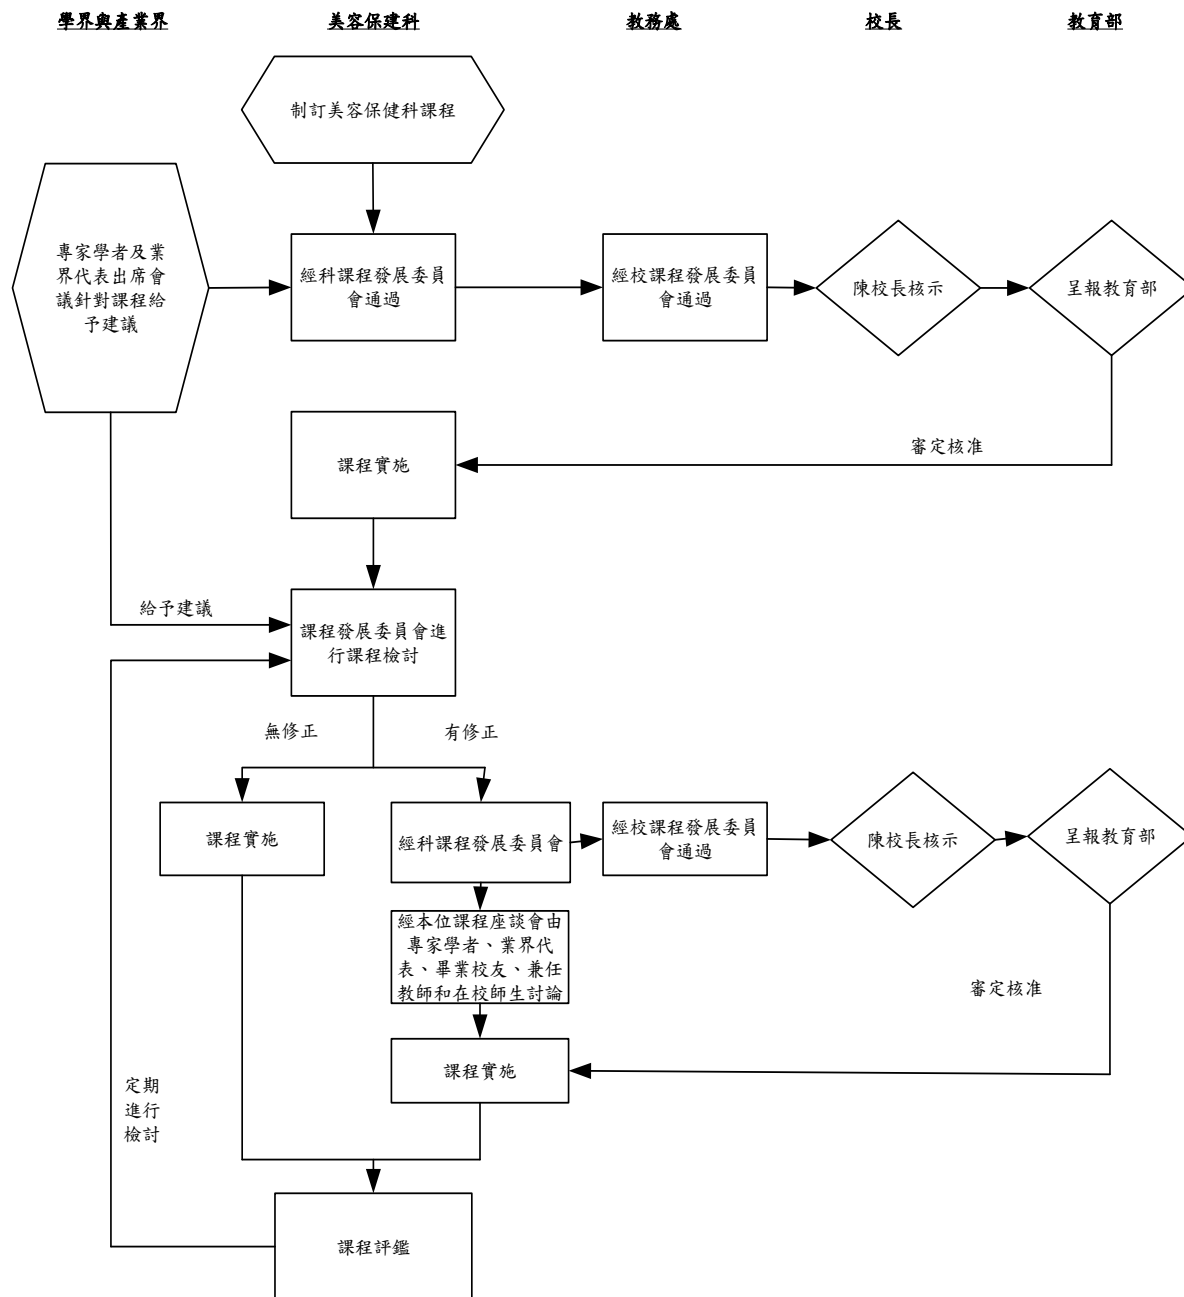 學界與產業界
美容保建科
教務處
校長
教育部
制訂美容保健科課程
專家學者及業
界代表出席會
議針對課程給
予建議
經科課程發展委員
會通過
經校課程發展委員
會通過
陳校長核示
呈報教育部
審定核准
課程實施
給予建議
課程發展委員會進
行課程檢討
無修正
有修正
課程實施
經科課程發展委員會
經校課程發展委員
會通過
陳校長核示
呈報教育部
經本位課程座談會由
專家學者、業界代
表、畢業校友、兼任
教師和在校師生討論
審定核准
課程實施
定期
進行
檢討
課程評鑑